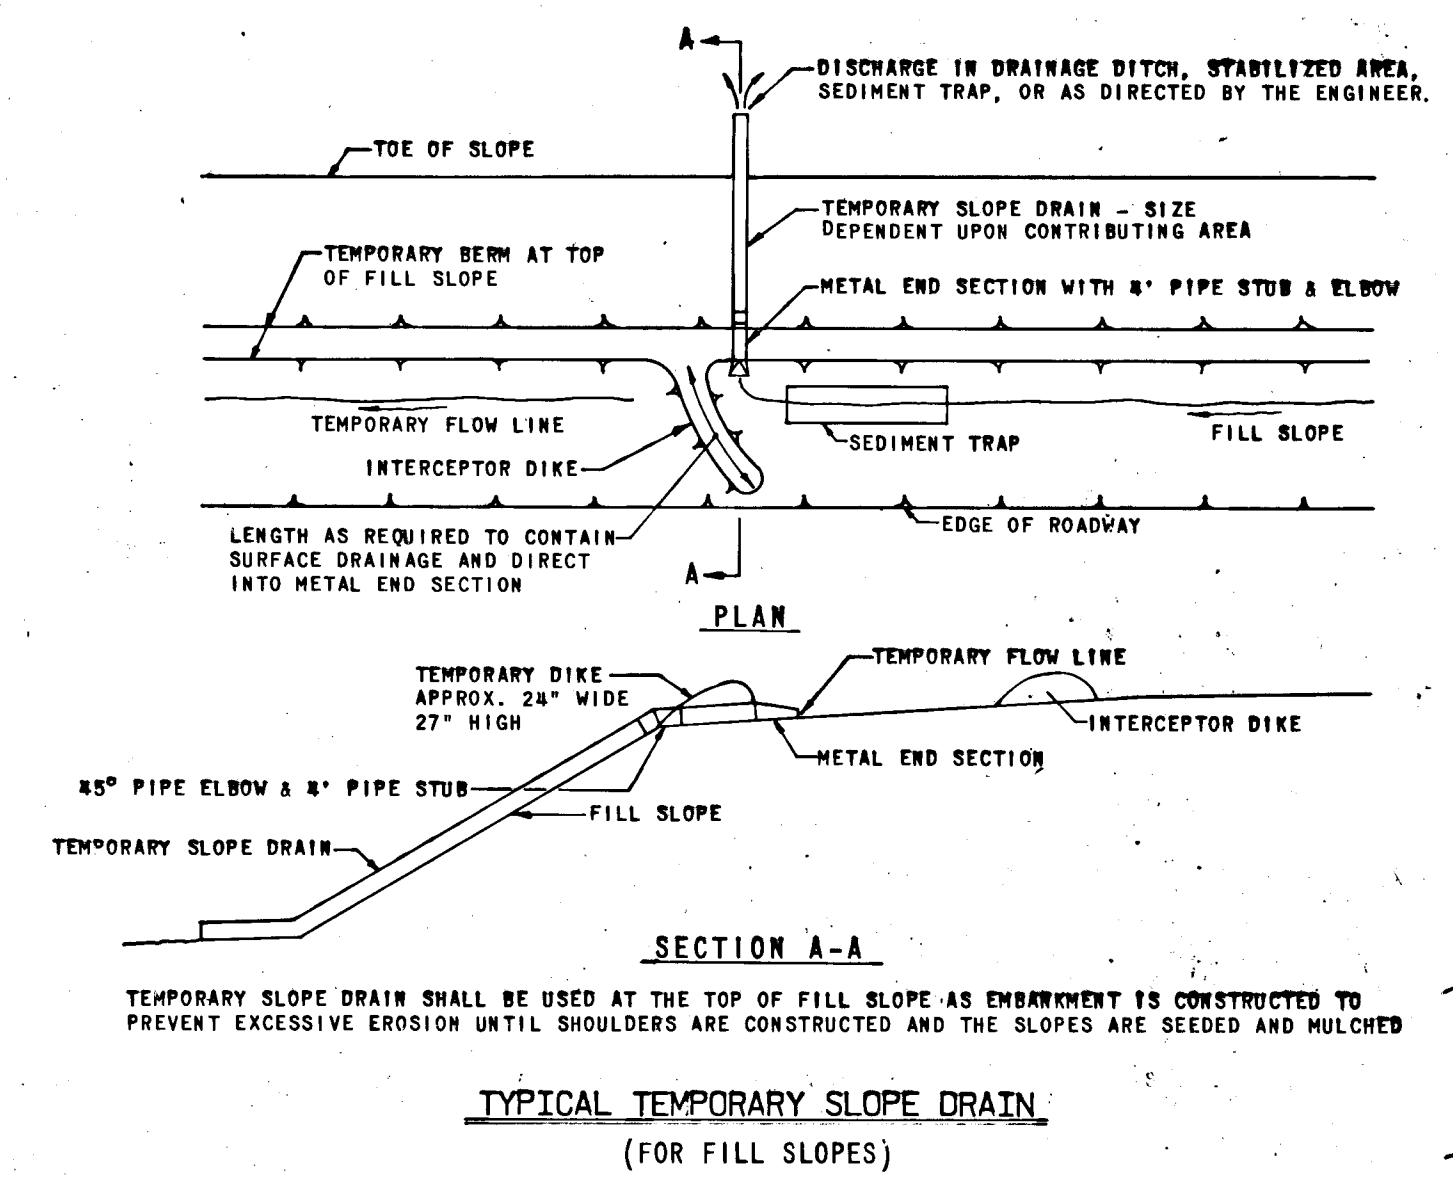 A
DISCHARGE IN DRAINAGE DITCH, STABILIZED AREA,
SEDIMENT TRAP, OR AS DIRECTED BY THE ENGINEER.
TOE OF SLOPE
TEMPORARY SLOPE DRAIN - SIZE
DEPENDENT UPON CONTRIBUTING AREA
TEMPORARY BERM AT TOP
OF FILL SLOPE
METAL END SECTION WITH 4' PIPE STUB & ELBOW
TEMPORARY FLOW LINE
FILL SLOPE
SEDIMENT TRAP
INTERCEPTOR DIKE
EDGE OF ROADWAY
LENGTH AS REQUIRED TO CONTAIN
SURFACE DRAINAGE AND DIRECT
INTO METAL END SECTION
A
PLAN
TEMPORARY FLOW LINE
TEMPORARY DIKE
APPROX. 24" WIDE
27" HIGH
INTERCEPTOR DIKE
METAL END SECTION
45° PIPE ELBOW & 4' PIPE STUB
FILL SLOPE
TEMPORARY SLOPE DRAIN
SECTION A-A
TEMPORARY SLOPE DRAIN SHALL BE USED AT THE TOP OF FILL SLOPE AS EMBANKMENT IS CONSTRUCTED TO
PREVENT EXCESSIVE EROSION UNTIL SHOULDERS ARE CONSTRUCTED AND THE SLOPES ARE SEEDED AND MULCHED
TYPICAL TEMPORARY SLOPE DRAIN
(FOR FILL SLOPES)